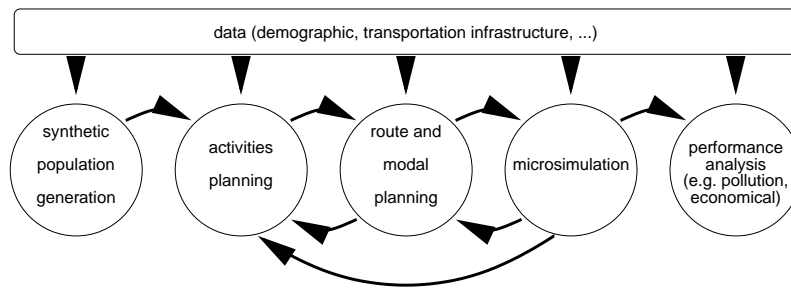 data (demographic, transportation infrastructure, ...)
synthetic
population
generation
activities
planning
route and
modal
planning
microsimulation
performance
analysis
(e.g. pollution,
economical)